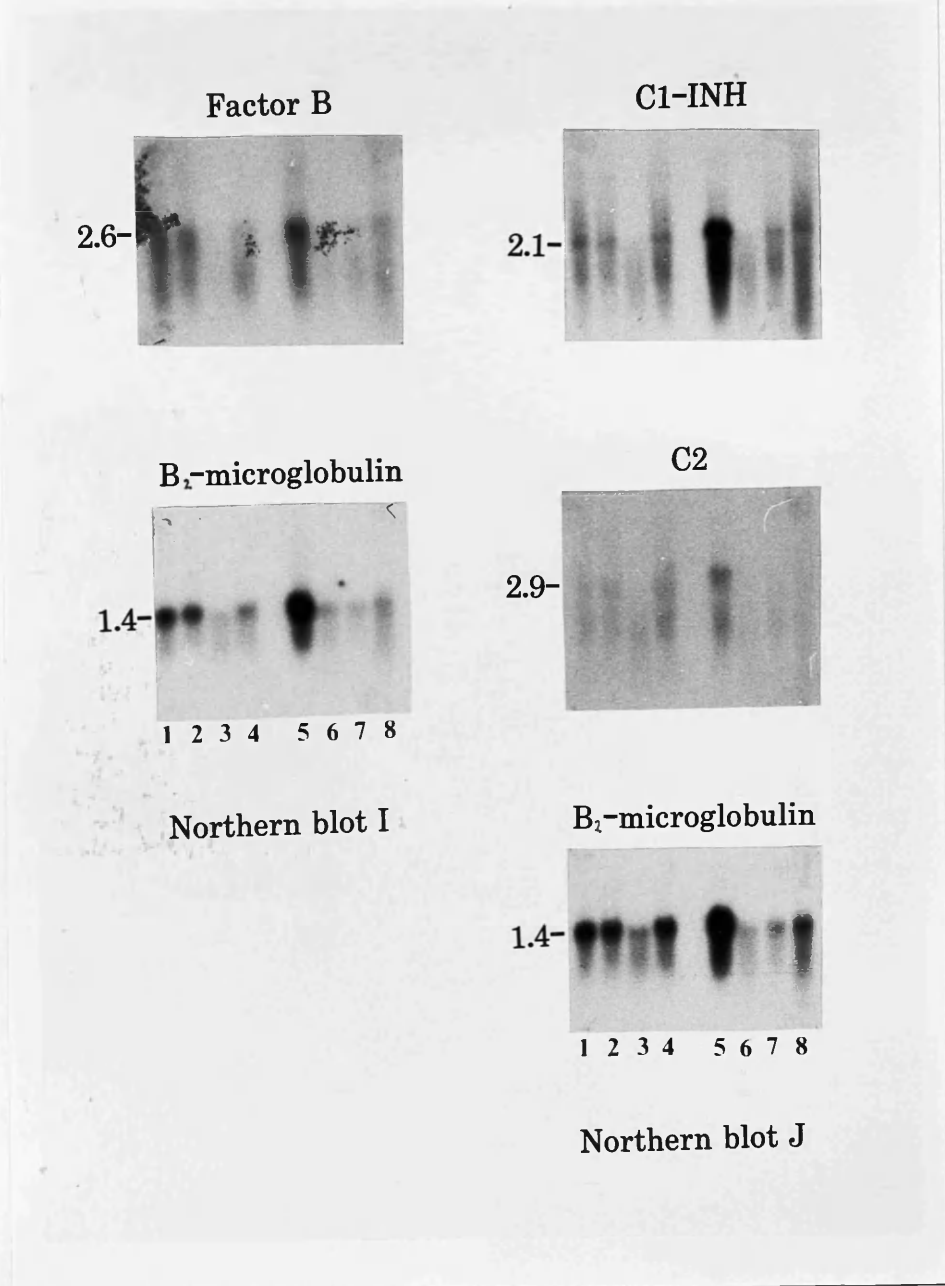 Factor B
2.6-
B₂-microglobulin
1.4-
1 2 3 4 5 6 7 8
Northern blot I
C1-INH
2.1-
C2
2.9-
B₂-microglobulin
1.4-
1 2 3 4 5 6 7 8
Northern blot J